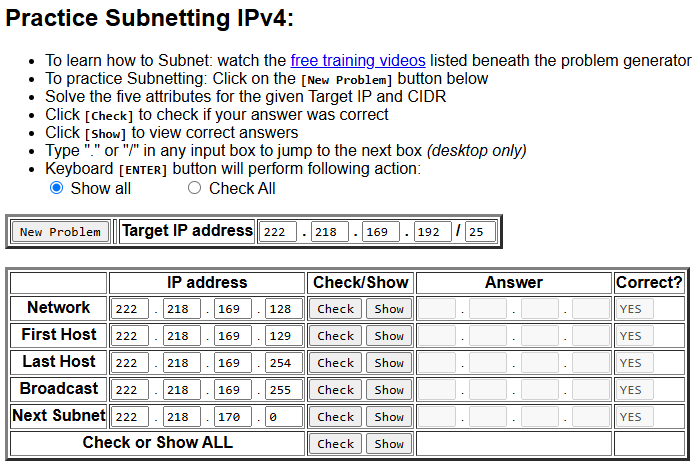 Practice Subnetting IPv4:
To learn how to Subnet: watch the free training videos listed beneath the problem generator
To practice Subnetting: Click on the [New Problem] button below
Solve the five attributes for the given Target IP and CIDR
Click [Check] to check if your answer was correct
Click [Show] to view correct answers
Type "." or "/" in any input box to jump to the next box (desktop only)
Keyboard [ENTER] button will perform following action:
Show all Check All
New Problem Target IP address 222 . 218 . 169 . 192 / 25
IP address Check/Show Answer Correct?
Network 222 . 218 . 169 . 128 Check Show . . . YES
First Host 222 . 218 . 169 . 129 Check Show . . . YES
Last Host 222 . 218 . 169 . 254 Check Show . . . YES
Broadcast 222 . 218 . 169 . 255 Check Show . . . YES
Next Subnet 222 . 218 . 170 . 0 Check Show . . . YES
Check or Show ALL Check Show